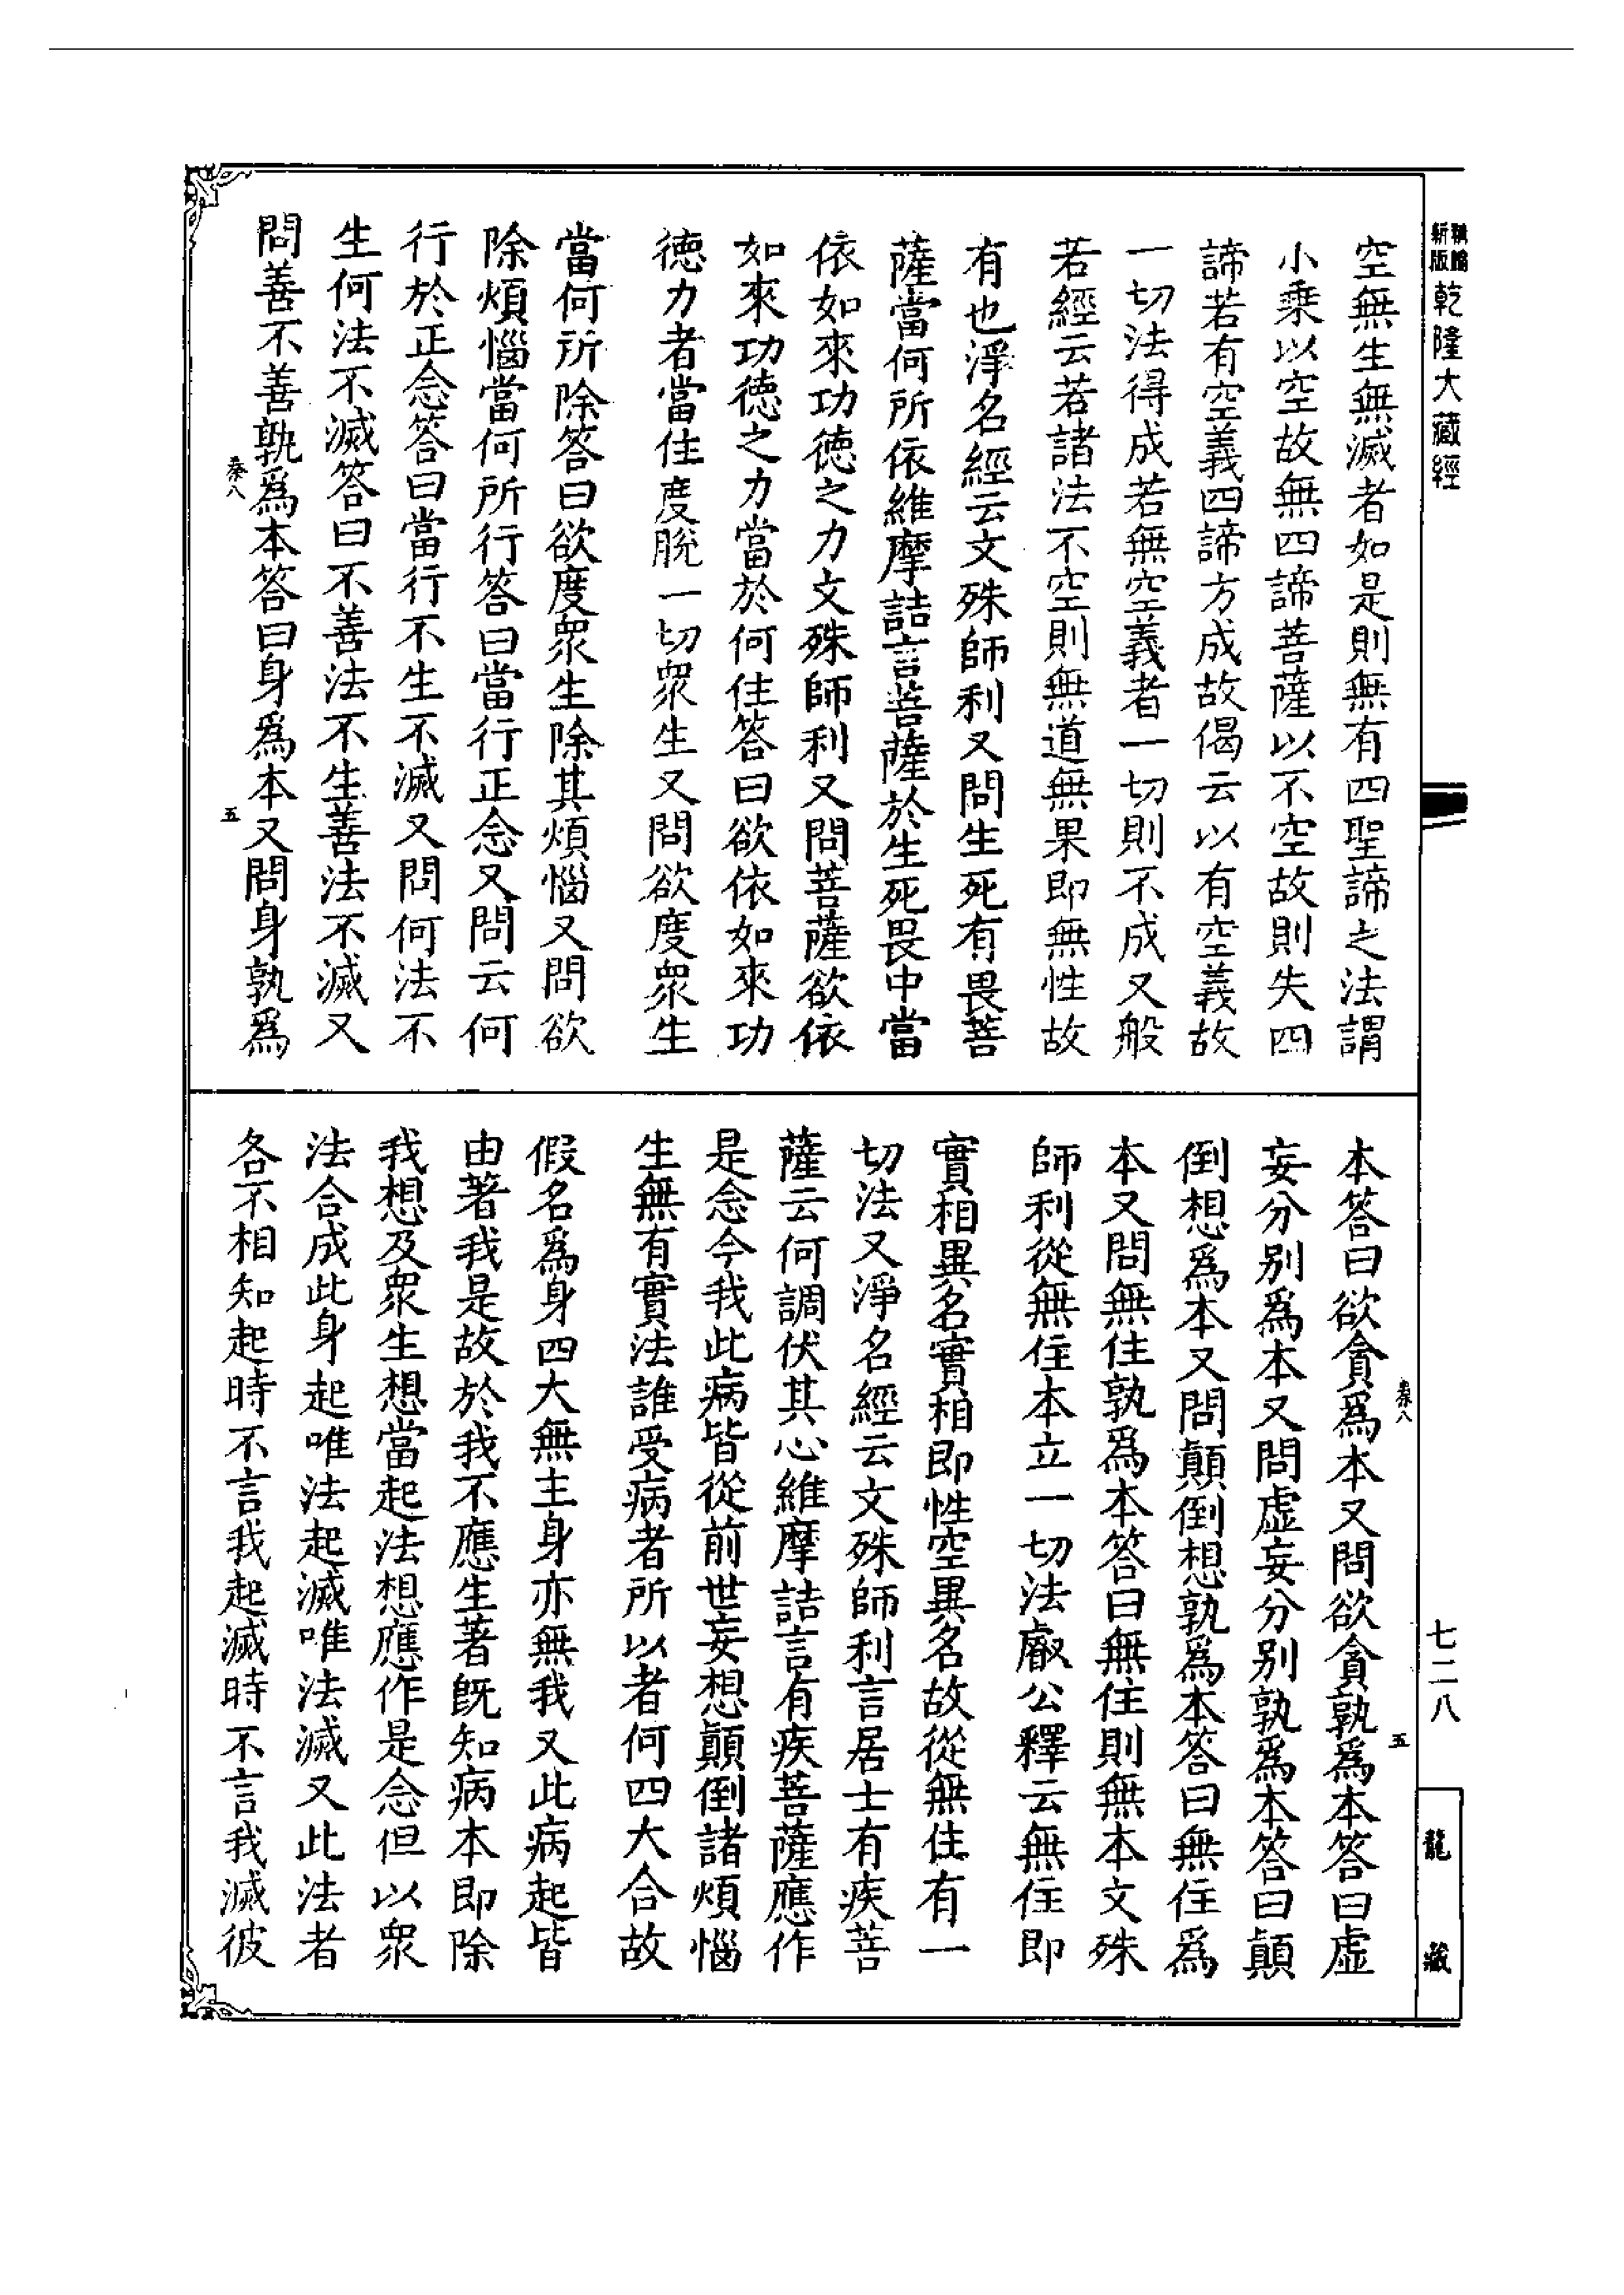 新編
新版
乾隆大藏經
空無生無滅者如是則無有四聖諦之法謂
小乘以空故無四諦菩薩以不空故則失四
諦若有空義四諦方成故偈云以有空義故
一切法得成若無空義者一切則不成又般
若經云若諸法不空則無道無果即無性故
有也淨名經云文殊師利又問生死有畏菩
薩當何所依維摩詰言菩薩於生死畏中當
依如來功德之力文殊師利又問菩薩欲依
如來功德之力當於何住答曰欲依如來功
德力者當住度脫一切眾生又問欲度眾生
當何所除答曰欲度眾生除其煩惱又問欲
除煩惱當何所行答曰當行正念又問云何
行於正念答曰當行不生不滅又問何法不
生何法不滅答曰不善法不生善法不滅又
問善不善孰為本答曰身為本又問身孰為
秦八
五
本答曰欲貪為本又問欲貪孰為本答曰虛
妄分別為本又問虛妄分別孰為本答曰顛
倒想為本又問顛倒想孰為本答曰無住為
本又問無住孰為本答曰無住則無本文殊
師利從無住本立一切法叡公釋云無住即
實相異名實相即性空異名故從無住有一
切法又淨名經云文殊師利言居士有疾菩
薩云何調伏其心維摩詰言有疾菩薩應作
是念今我此病皆從前世妄想顛倒諸煩惱
生無有實法誰受病者所以者何四大合故
假名為身四大無主身亦無我又此病起皆
由著我是故於我不應生著既知病本即除
我想及眾生想當起法想應作是念但以眾
法合成此身起唯法起滅唯法滅又此法者
各不相知起時不言我起滅時不言我滅彼
秦八
五
七二八
龍藏